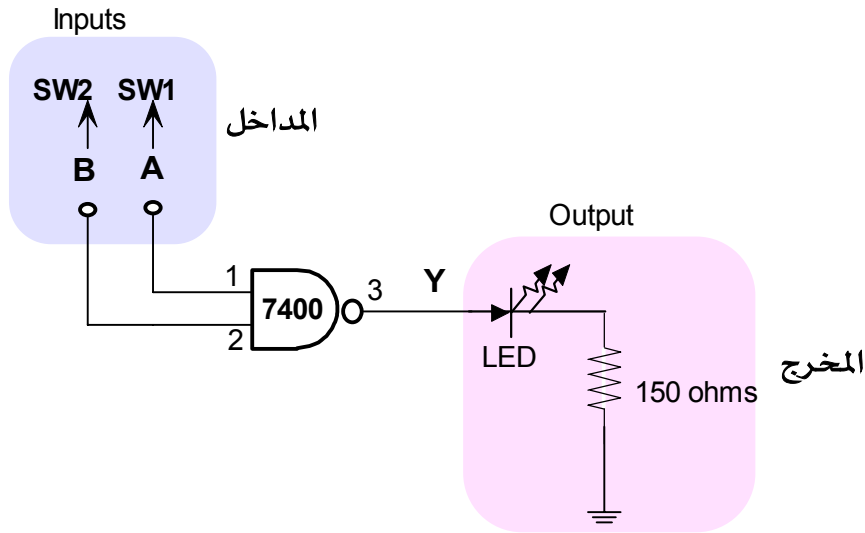 Inputs
SW2 SW1
المداخل
B A
Output
1
7400
3
Y
2
LED
150 ohms
المخرج